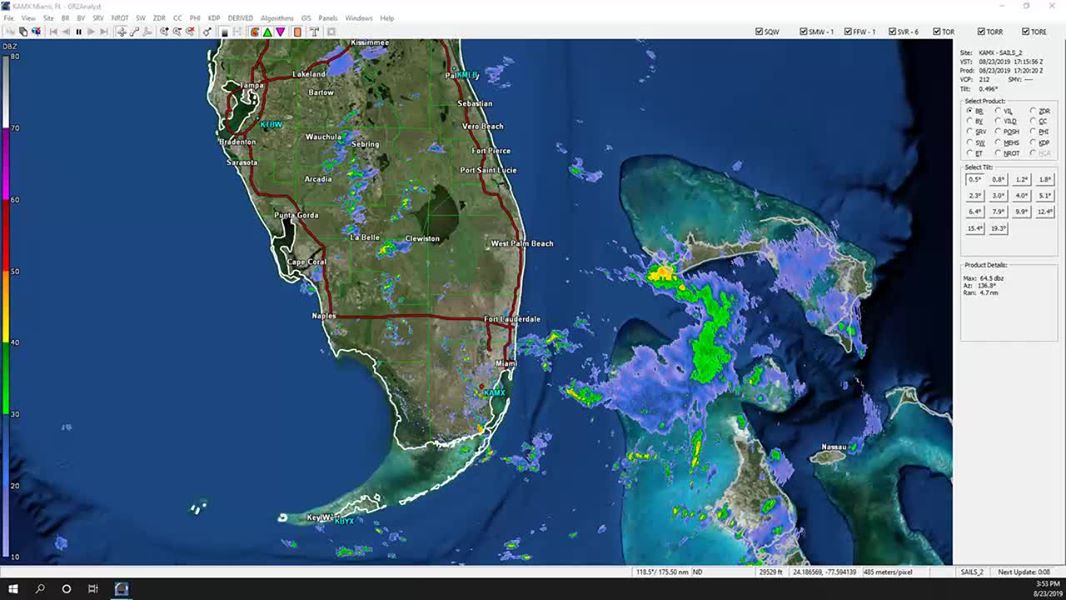 KAMX Miami, FL - GR2Analyst
File View Site BR BV SRV NROT SW ZDR CC PHI KDP DERIVED Algorithms GIS Panels Windows Help
SQW SMW - 1 FFW - 1 SVR - 6 TOR TORR TORE
DBZ
80
70
60
50
40
30
20
10
Kissimmee
Lakeland
Tampa
Bartow
KMLB
Sebastian
KTBW
Vero Beach
Bradenton
Wauchula
Sebring
Fort Pierce
Sarasota
Port Saint Lucie
Arcadia
Punta Gorda
La Belle
Clewiston
West Palm Beach
Cape Coral
Naples
Fort Lauderdale
Miami
KAMX
Nassau
Key West
KBYX
Site: KAMX - SAILS_2
VST: 08/23/2019 17:15:56 Z
Prod: 08/23/2019 17:20:20 Z
VCP: 212 SMV: ----
Tilt: 0.496°
Select Product:
BR VIL ZDR
BV VILD CC
SRV POSH PHI
SW MEHS KDP
ET NROT HCA
Select Tilt:
0.5° 0.8° 1.2° 1.8°
2.3° 3.0° 4.0° 5.1°
6.4° 7.9° 9.9° 12.4°
15.4° 19.3°
Product Details:
Max: 64.5 dbz
Az: 136.8°
Ran: 4.7 nm
118.5°/ 175.50 nm ND 29529 ft 24.186569, -77.594139 485 meters/pixel SAILS_2 Next Update: 0:08
3:53 PM
8/23/2019